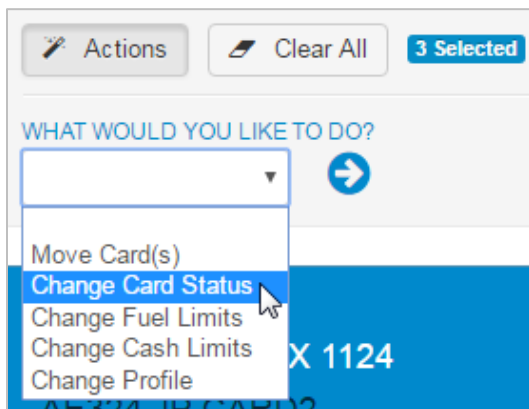 Actions Clear All 3 Selected
WHAT WOULD YOU LIKE TO DO?
Move Card(s)
Change Card Status
Change Fuel Limits
Change Cash Limits
X 1124
Change Profile